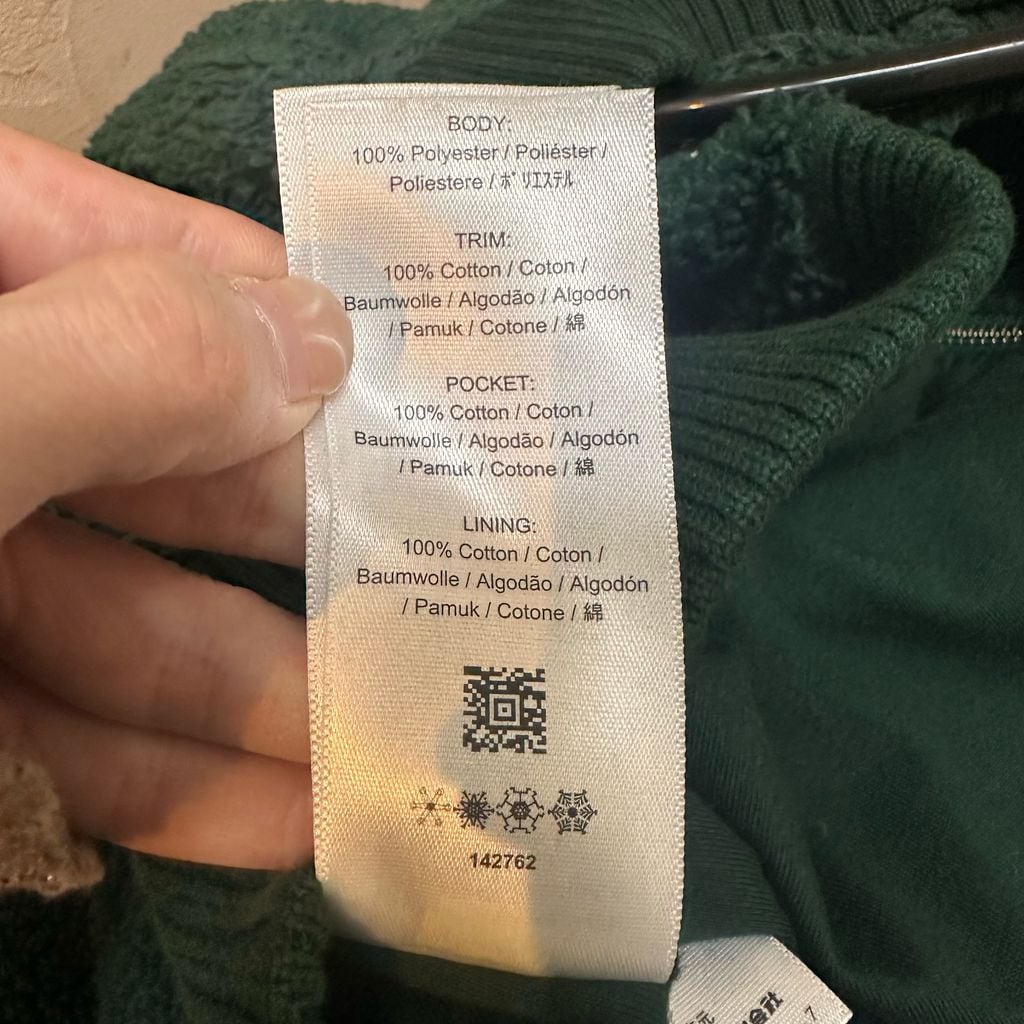 BODY:
100% Polyester / Poliéster /
Poliestere / ﾎﾟﾘｴｽﾃﾙ
TRIM:
100% Cotton / Coton /
Baumwolle / Algodão / Algodón
/ Pamuk / Cotone / 綿
POCKET:
100% Cotton / Coton /
Baumwolle / Algodão / Algodón
/ Pamuk / Cotone / 綿
LINING:
100% Cotton / Coton /
Baumwolle / Algodão / Algodón
/ Pamuk / Cotone / 綿
142762
7